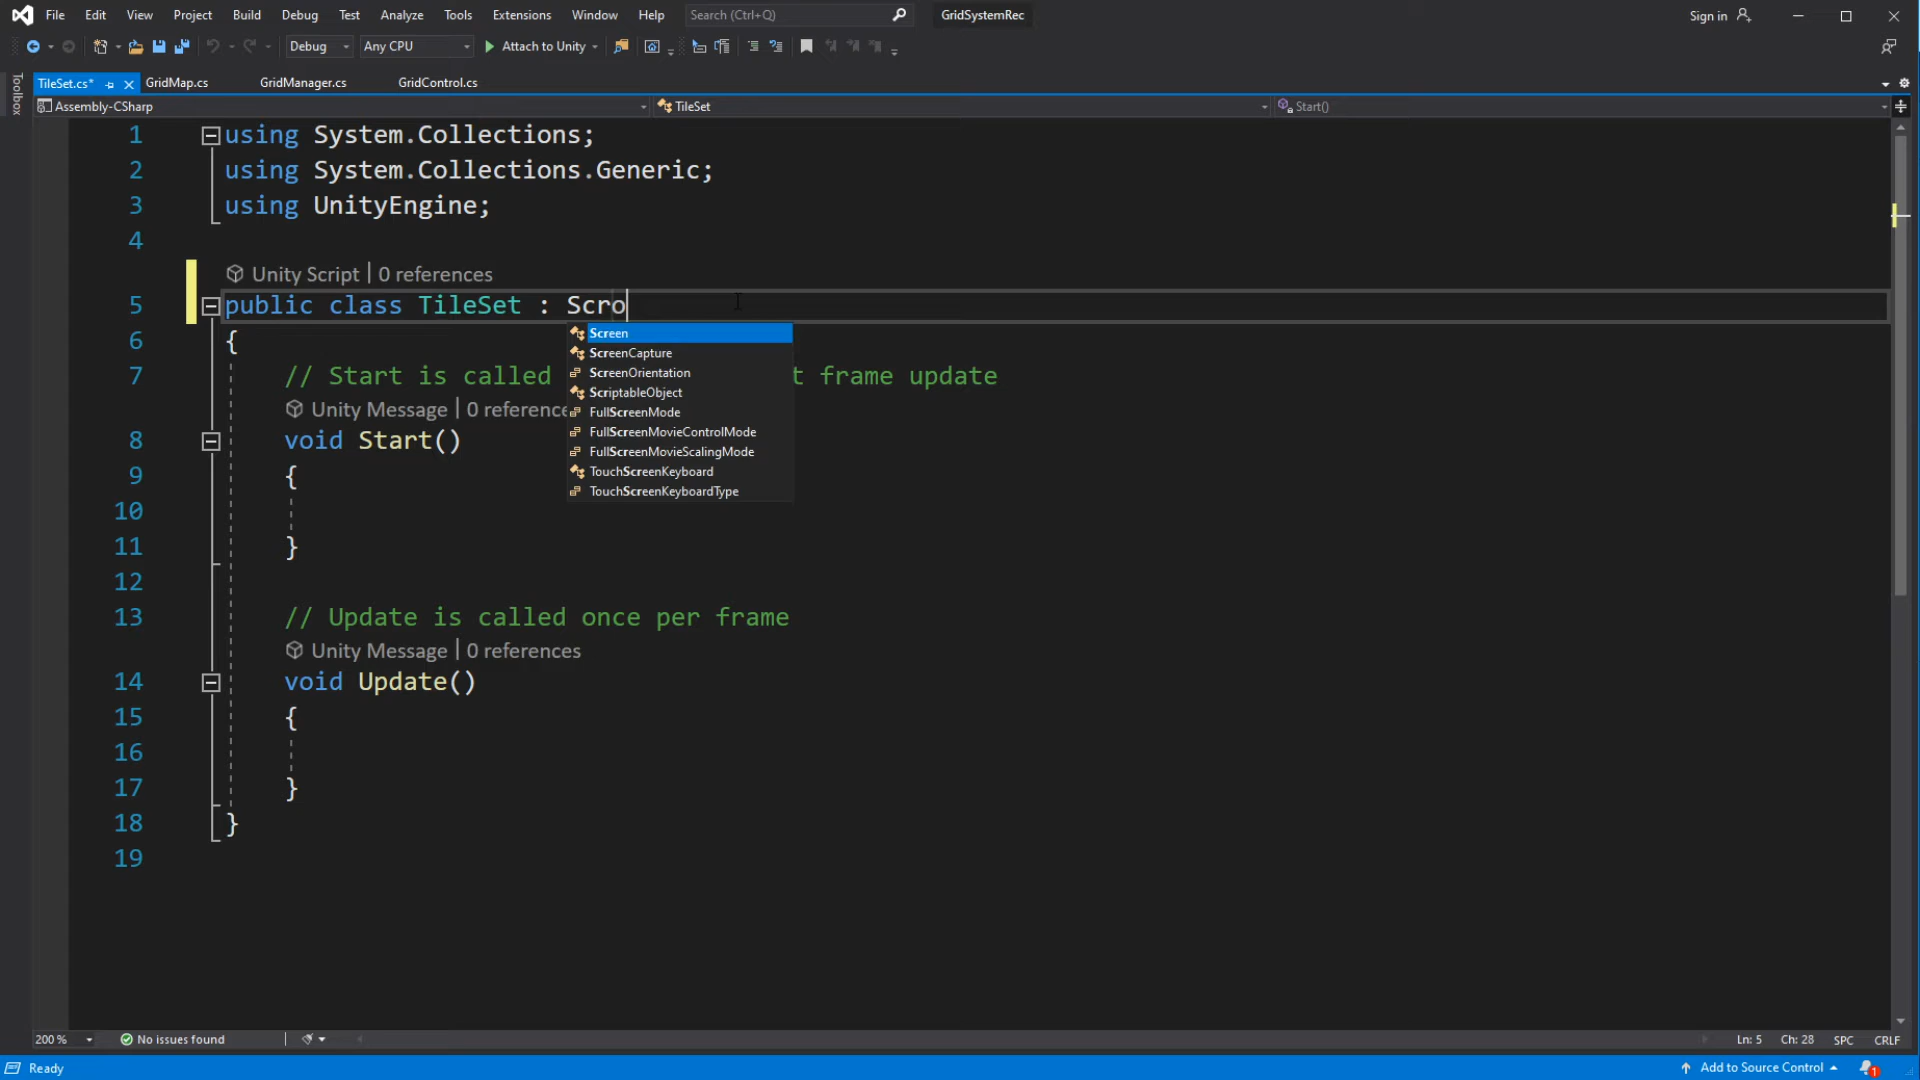 File Edit View Project Build Debug Test Analyze Tools Extensions Window Help Search (Ctrl+Q) GridSystemRec Sign in
Debug Any CPU Attach to Unity
Toolbox
TileSet.cs* GridMap.cs GridManager.cs GridControl.cs
Assembly-CSharp TileSet Start()
1 using System.Collections;
2 using System.Collections.Generic;
3 using UnityEngine;
4
Unity Script | 0 references
5 public class TileSet : Scro
Screen
ScreenCapture
ScreenOrientation
ScriptableObject
FullScreenMode
FullScreenMovieControlMode
FullScreenMovieScalingMode
TouchScreenKeyboard
TouchScreenKeyboardType
6 {
7 // Start is called t frame update
Unity Message | 0 reference
8 void Start()
9 {
10
11 }
12
13 // Update is called once per frame
Unity Message | 0 references
14 void Update()
15 {
16
17 }
18 }
19
200 % No issues found Ln: 5 Ch: 28 SPC CRLF
Ready Add to Source Control 1